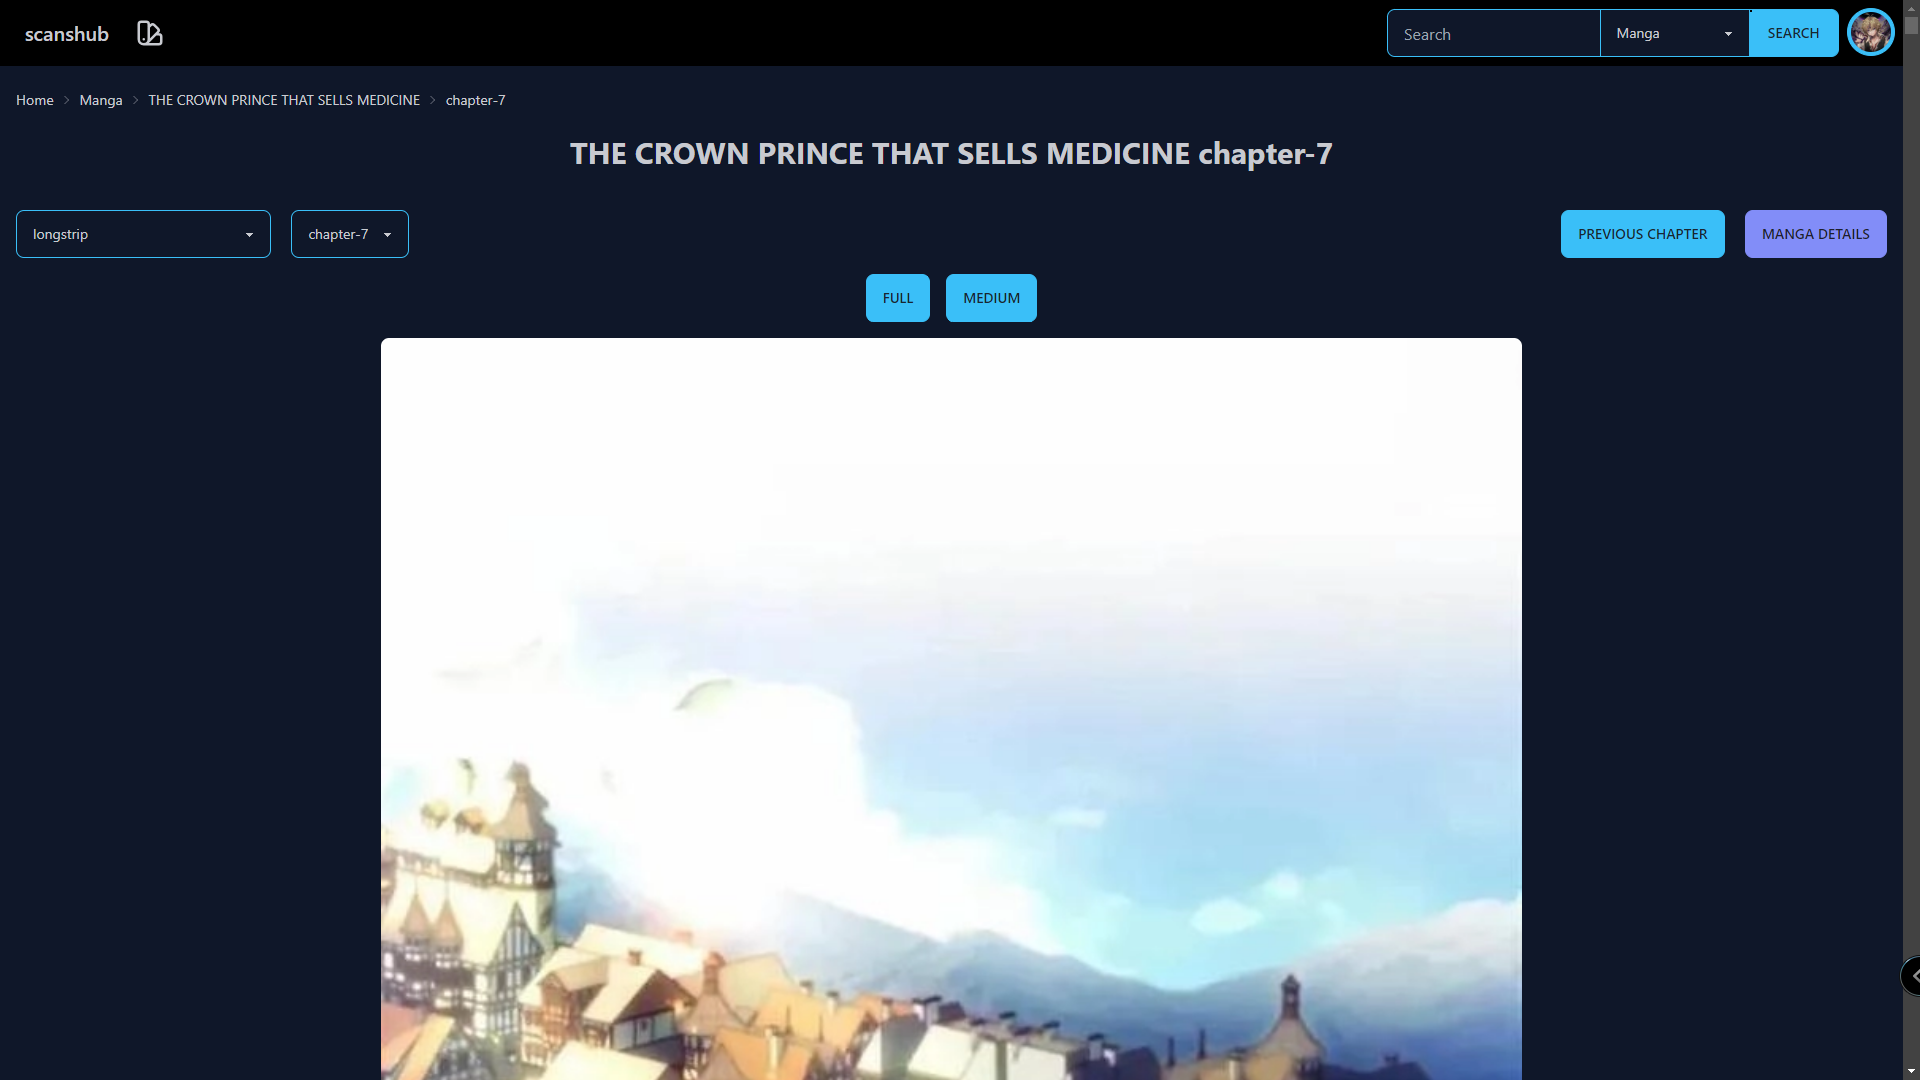 scanshub
Search
Manga
SEARCH
Home
Manga
THE CROWN PRINCE THAT SELLS MEDICINE
chapter-7
THE CROWN PRINCE THAT SELLS MEDICINE chapter-7
longstrip
chapter-7
PREVIOUS CHAPTER
MANGA DETAILS
FULL
MEDIUM